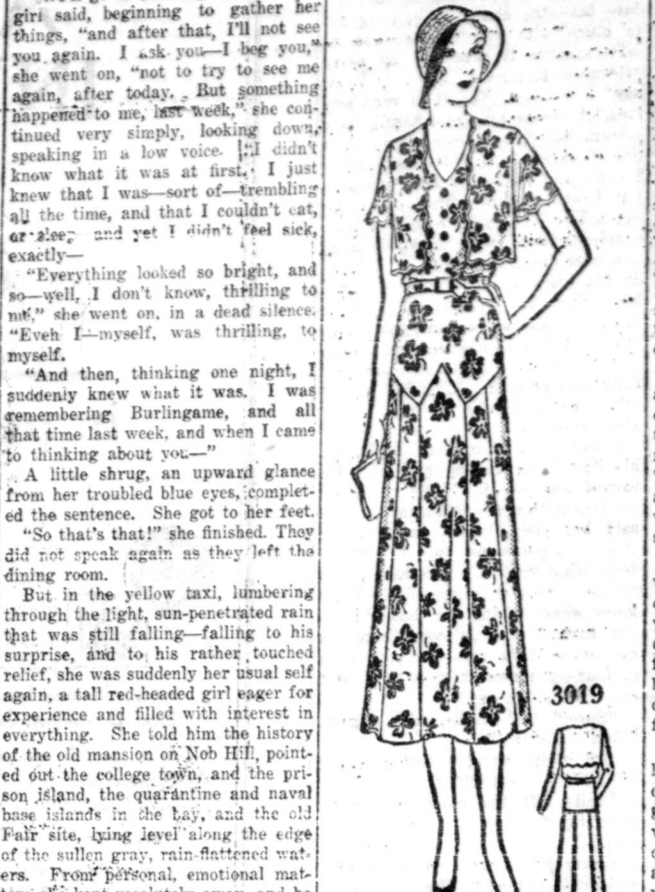 girl said, beginning to gather her
things, "and after that, I'll not see
you again. I ask you—I beg you,"
she went on, "not to try to see me
again, after today. But something
happened to me, last week," she con-
tinued very simply, looking down,
speaking in a low voice. "I didn't
know what it was at first. I just
knew that I was—sort of—trembling
all the time, and that I couldn't eat,
or sleep and yet I didn't feel sick,
exactly—
"Everything looked so bright, and
so—well, I don't know, thrilling to
me," she went on, in a dead silence.
"Eveh I—myself, was thrilling, to
myself.
"And then, thinking one night, I
suddenly knew what it was. I was
remembering Burlingame, and all
that time last week, and when I came
to thinking about you—"
A little shrug, an upward glance
from her troubled blue eyes, complet-
ed the sentence. She got to her feet.
"So that's that!" she finished. They
did not speak again as they left the
dining room.
But in the yellow taxi, lumbering
through the light, sun-penetrated rain
that was still falling—falling to his
surprise, and to his rather touched
relief, she was suddenly her usual self
again, a tall red-headed girl eager for
experience and filled with interest in
everything. She told him the history
of the old mansion on Nob Hill, point-
ed out the college town, and the pri-
son island, the quarantine and naval
base islands in the bay, and the old
Fair site, lying level along the edge
of the sullen gray, rain-flattened wat-
ers. From personal, emotional mat-
3019